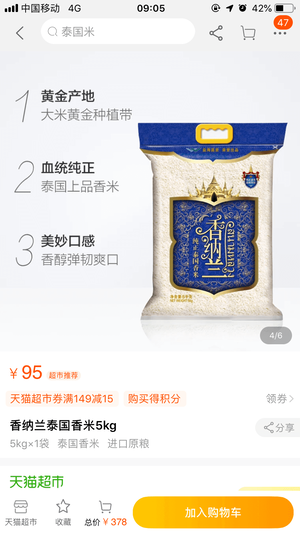 中国移动 4G 09:05 42%
泰国米
47
1 黄金产地
大米黄金种植带
2 血统纯正
泰国上品香米
3 美妙口感
香醇弹韧爽口
香纳兰
纯正泰国香米
4/6
￥95 超市推荐
天猫超市券满149减15 购买得积分 领券
香纳兰泰国香米5kg 分享
5kg×1袋 泰国香米 进口原粮
天猫超市
天猫超市 收藏 总价 ￥378 加入购物车